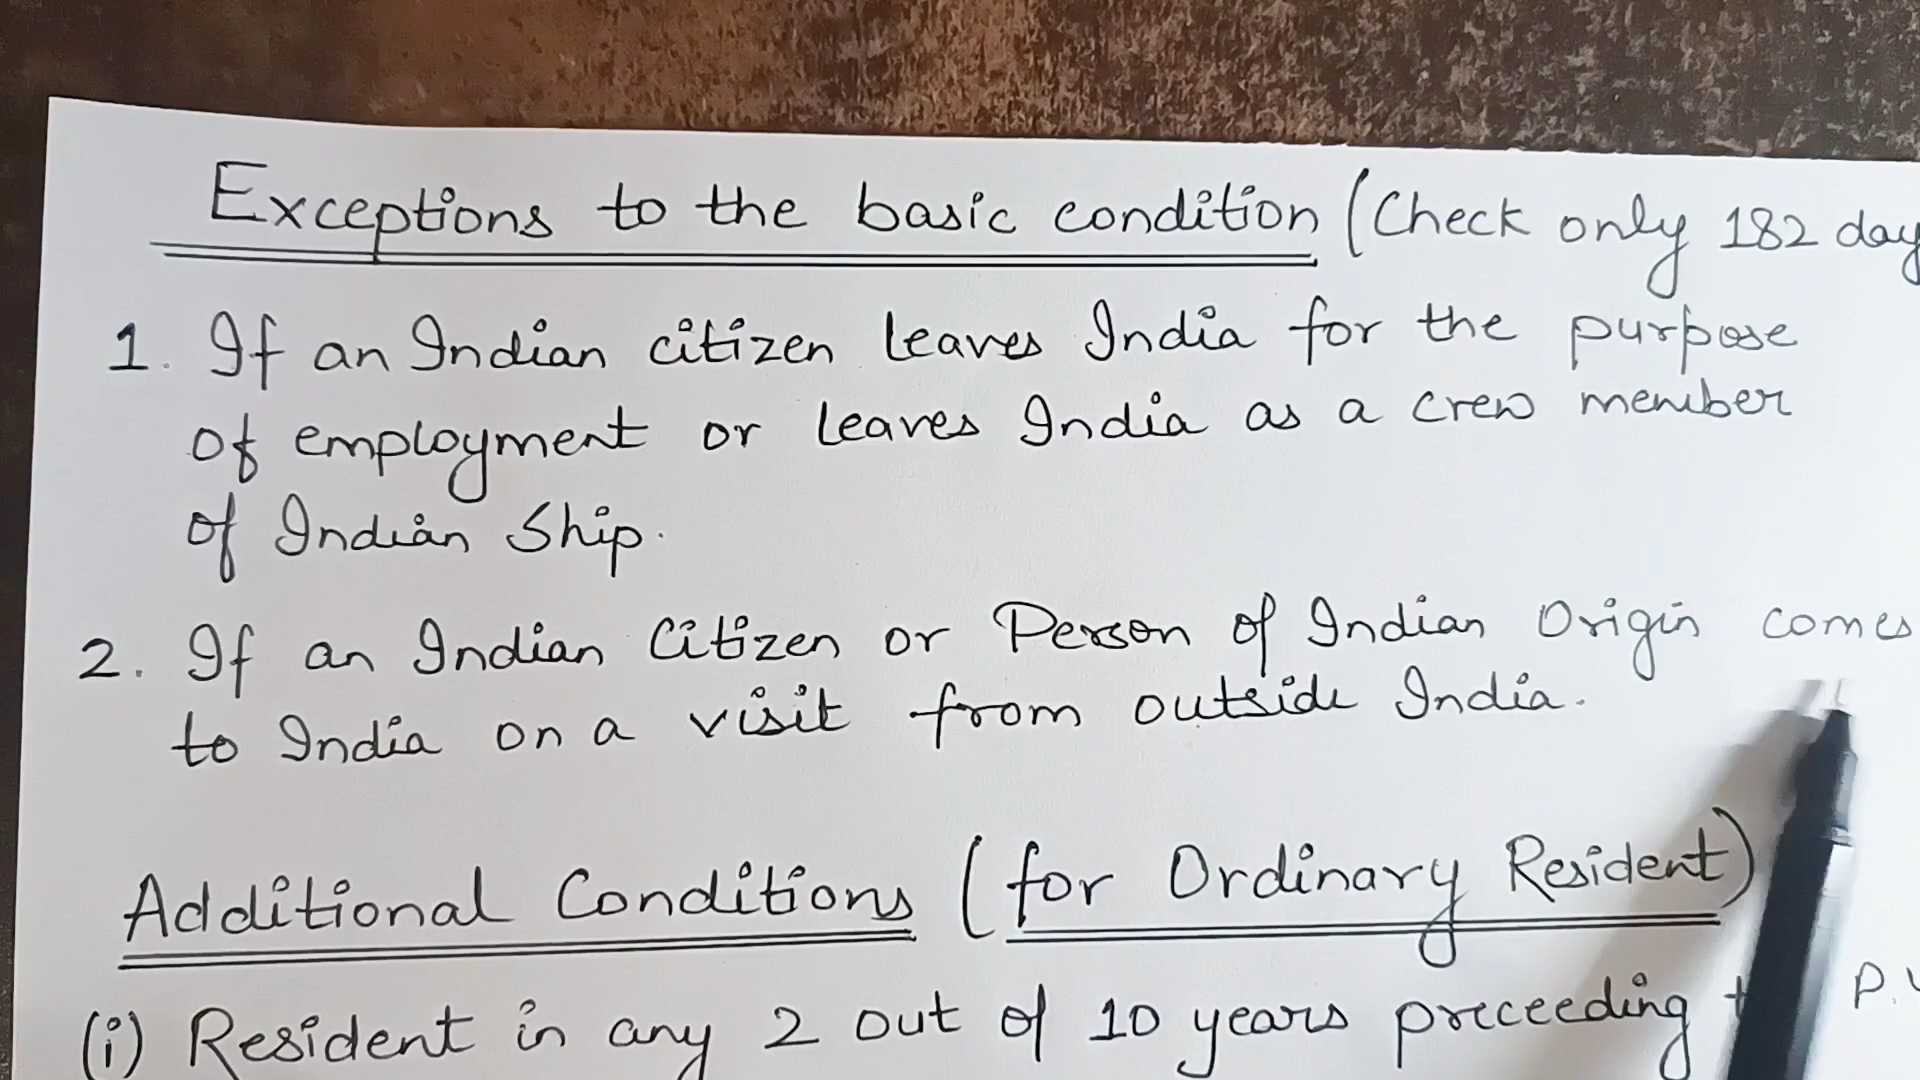 Exceptions to the basic condition (Check only 182 day
1. If an Indian citizen leaves India for the purpose
of employment or leaves India as a crew member
of Indian Ship.
2. If an Indian Citizen or Person of Indian Origin comes
to India on a visit from outside India.
Additional Conditions (for Ordinary Resident)
(i) Resident in any 2 out of 10 years preceeding P.